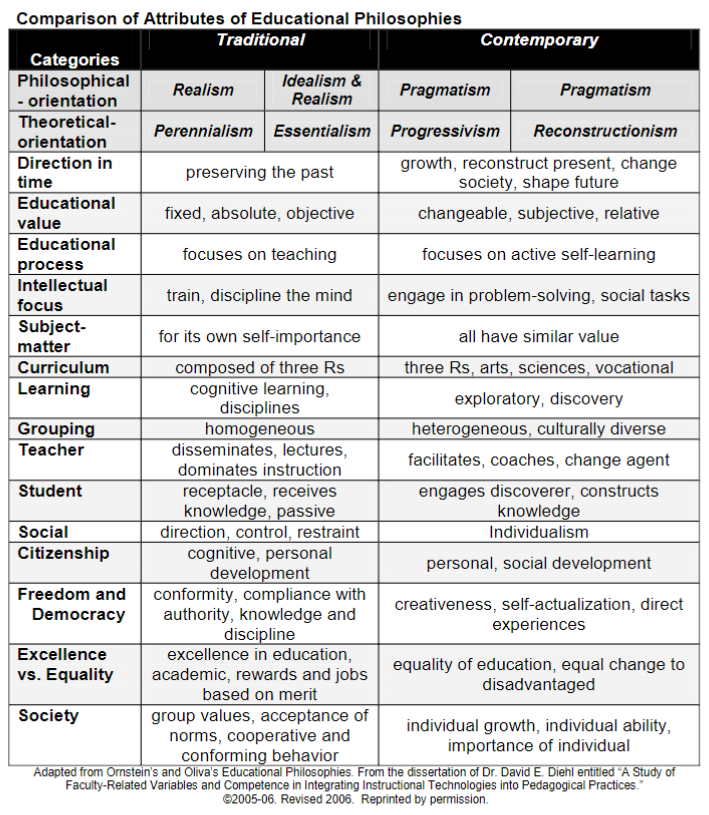 Comparison of Attributes of Educational Philosophies
Categories
Traditional
Contemporary
Philosophical
- orientation
Realism
Idealism &
Realism
Pragmatism
Pragmatism
Theoretical-
orientation
Perennialism
Essentialism
Progressivism
Reconstructionism
Direction in
time
preserving the past
growth, reconstruct present, change
society, shape future
Educational
value
fixed, absolute, objective
changeable, subjective, relative
Educational
process
focuses on teaching
focuses on active self-learning
Intellectual
focus
train, discipline the mind
engage in problem-solving, social tasks
Subject-
matter
for its own self-importance
all have similar value
Curriculum
composed of three Rs
three Rs, arts, sciences, vocational
Learning
cognitive learning,
disciplines
exploratory, discovery
Grouping
homogeneous
heterogeneous, culturally diverse
Teacher
disseminates, lectures,
dominates instruction
facilitates, coaches, change agent
Student
receptacle, receives
knowledge, passive
engages discoverer, constructs
knowledge
Social
direction, control, restraint
Individualism
Citizenship
cognitive, personal
development
personal, social development
Freedom and
Democracy
conformity, compliance with
authority, knowledge and
discipline
creativeness, self-actualization, direct
experiences
Excellence
vs. Equality
excellence in education,
academic, rewards and jobs
based on merit
equality of education, equal change to
disadvantaged
Society
group values, acceptance of
norms, cooperative and
conforming behavior
individual growth, individual ability,
importance of individual
Adapted from Ornstein's and Oliva's Educational Philosophies. From the dissertation of Dr. David E. Diehl entitled "A Study of
Faculty-Related Variables and Competence in Integrating Instructional Technologies into Pedagogical Practices."
©2005-06. Revised 2006. Reprinted by permission.